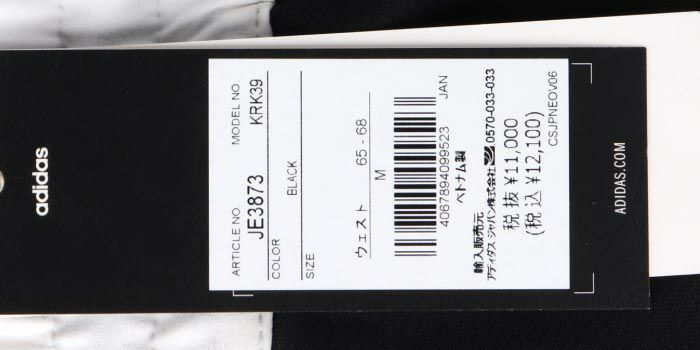 adidas
ARTICLE NO. MODEL NO.
JE3873 KRK39
COLOR
BLACK
SIZE
ウェスト 65 - 68
M
JAN
4067894099523
ベトナム製
輸入販売元
アディダス ジャパン株式会社 0570-033-033
税 抜 ¥11,000
(税 込 ¥12,100)
CSJPNEOV06
ADIDAS.COM